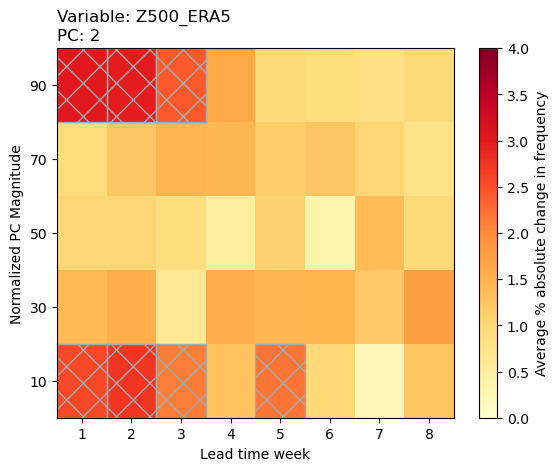 Variable: Z500_ERA5
PC: 2
90
70
50
30
10
Normalized PC Magnitude
1 2 3 4 5 6 7 8
Lead time week
4.0
3.5
3.0
2.5
2.0
1.5
1.0
0.5
0.0
Average % absolute change in frequency